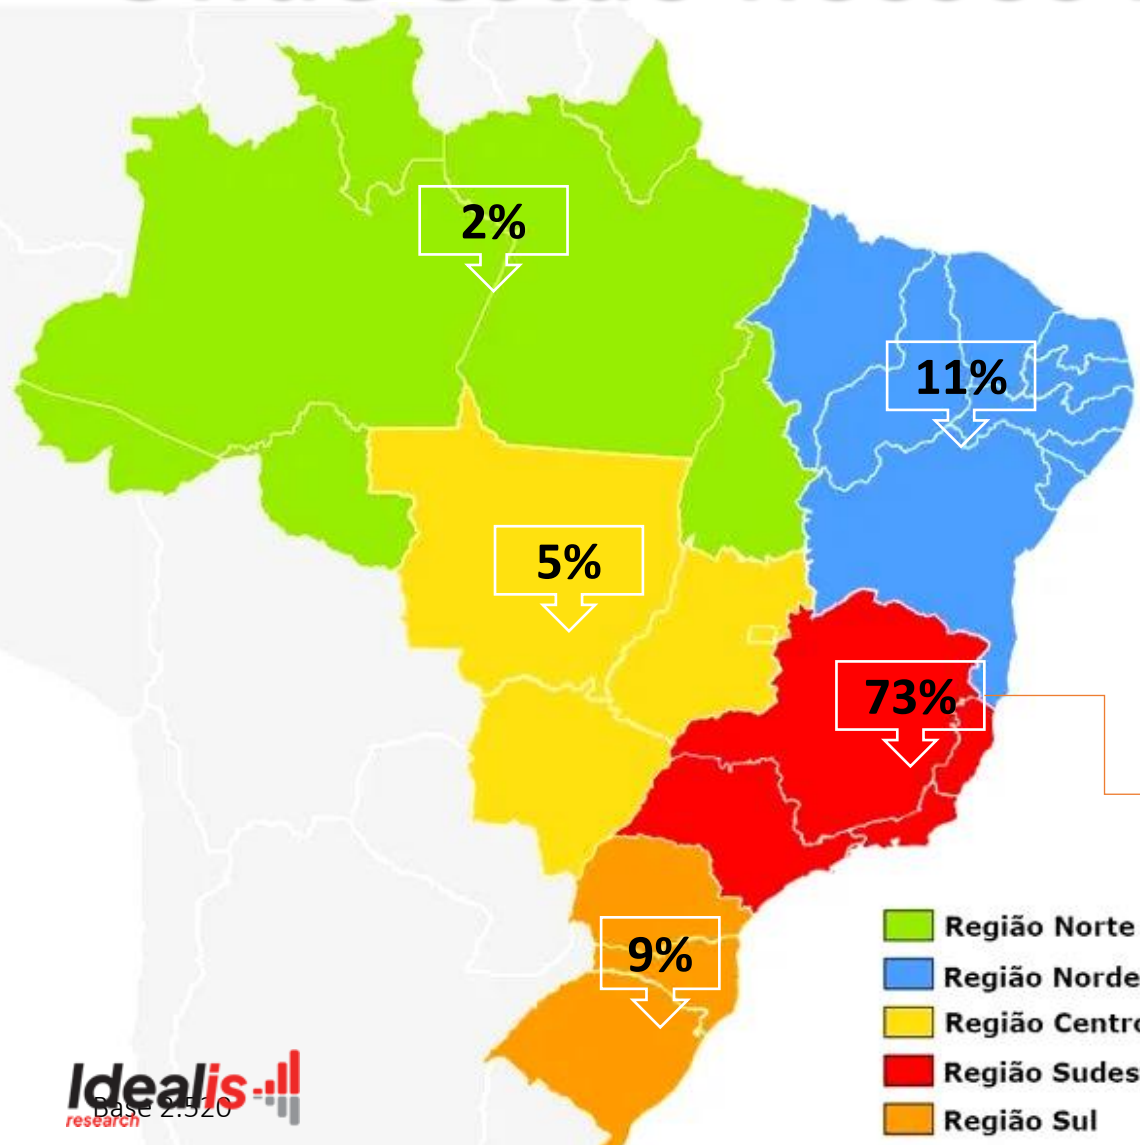 2%
11%
5%
73%
9%
Região Norte
Região Norde
Região Centro
Região Sudes
Região Sul
Idealis
research
Base 2.520